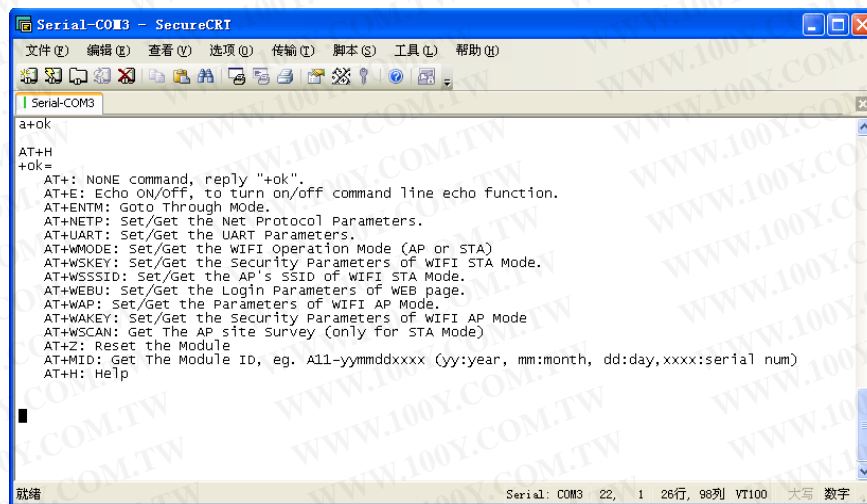 Serial-COM3 - SecureCRT
文件(F) 编辑(E) 查看(V) 选项(O) 传输(T) 脚本(S) 工具(L) 帮助(H)
Serial-COM3
a+ok
AT+H
+ok=
AT+: NONE command, reply "+ok".
AT+E: Echo ON/Off, to turn on/off command line echo function.
AT+ENTM: Goto Through MOde.
AT+NETP: Set/Get the Net Protocol Parameters.
AT+UART: Set/Get the UART Parameters.
AT+WMODE: Set/Get the WIFI Operation Mode (AP or STA)
AT+WSKEY: Set/Get the Security Parameters of WIFI STA Mode.
AT+WSSSID: Set/Get the AP's SSID of WIFI STA Mode.
AT+WEBU: Set/Get the Login Parameters of WEB page.
AT+WAP: Set/Get the Parameters of WIFI AP Mode.
AT+WAKEY: Set/Get the Security Parameters of WIFI AP Mode
AT+WSCAN: Get The AP site Survey (only for STA Mode)
AT+Z: Reset the Module
AT+MID: Get The Module ID, eg. A11-yymmddxxxx (yy:year, mm:month, dd:day,xxxx:serial num)
AT+H: Help
就绪 Serial: COM3 22, 1 26行, 98列 VT100 大写 数字
WWW.100Y.COM.TW